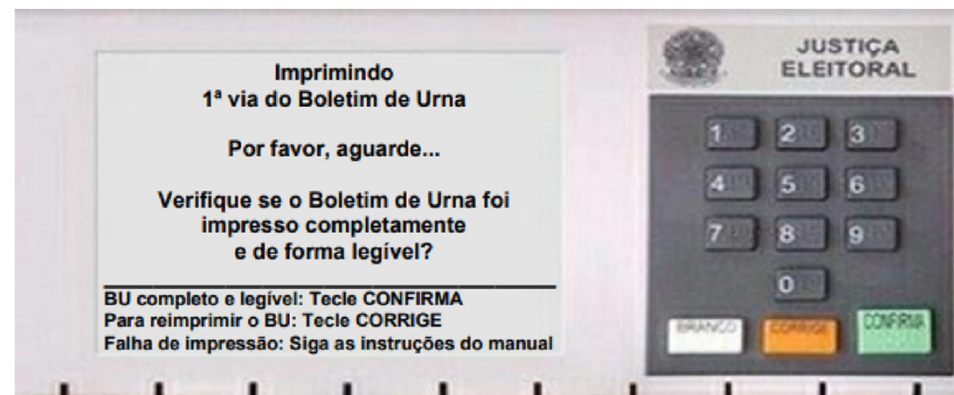 Imprimindo
1ª via do Boletim de Urna
Por favor, aguarde...
Verifique se o Boletim de Urna foi
impresso completamente
e de forma legível?
BU completo e legível: Tecle CONFIRMA
Para reimprimir o BU: Tecle CORRIGE
Falha de impressão: Siga as instruções do manual
JUSTIÇA
ELEITORAL
1 2 3
4 5 6
7 8 9
0
BRANCO CORRIGE CONFIRMA